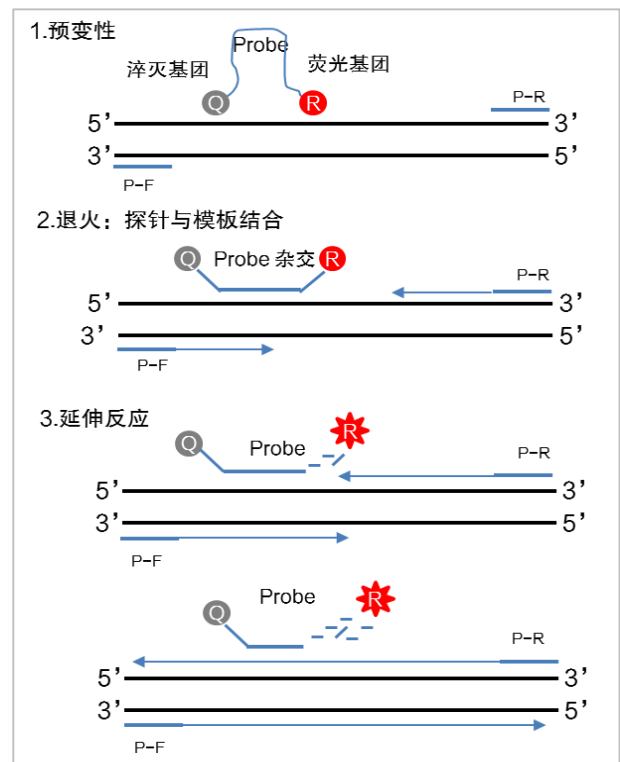 1.预变性
Probe
淬灭基团
荧光基团
Q
R
P-R
5’
3’
3’
5’
P-F
2.退火：探针与模板结合
Q
Probe 杂交
R
P-R
5’
3’
3’
5’
P-F
3.延伸反应
R
Q
Probe
P-R
5’
3’
3’
5’
P-F
Probe
R
Q
P-R
5’
3’
3’
5’
P-F